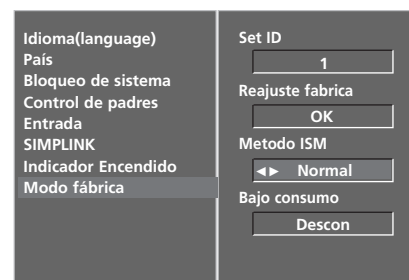 Idioma(language)
País
Bloqueo de sistema
Control de padres
Entrada
SIMPLINK
Indicador Encendido
Modo fábrica
Set ID
1
Reajuste fabrica
OK
Metodo ISM
◄► Normal
Bajo consumo
Descon